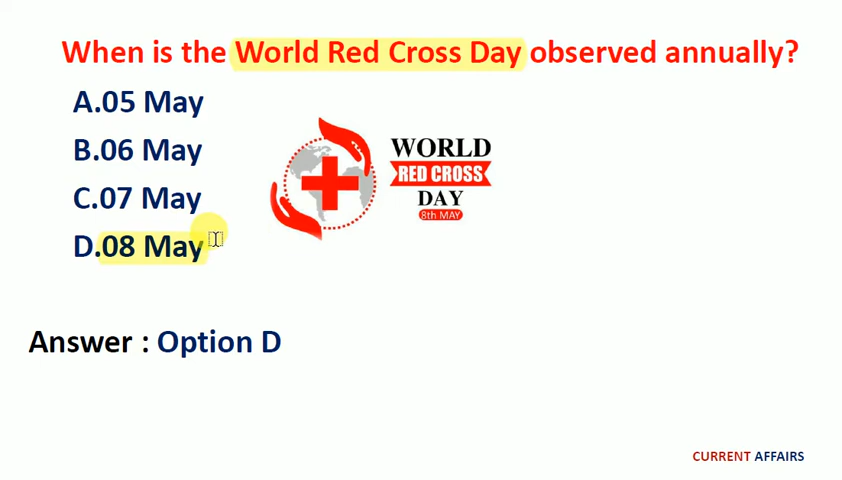 When is the World Red Cross Day observed annually?
A.05 May
B.06 May
C.07 May
D.08 May
WORLD
RED CROSS
DAY
8th MAY
Answer : Option D
CURRENT AFFAIRS